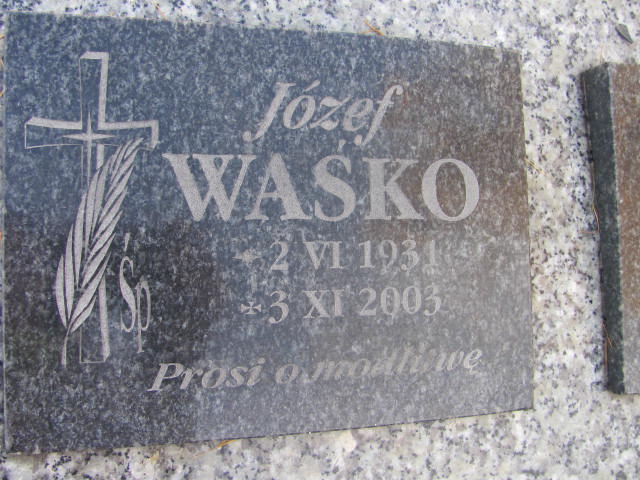 Józef
WAŚKO
2 VI 1931
+ 3 XI 2003
Śp
Prosi o modlitwę